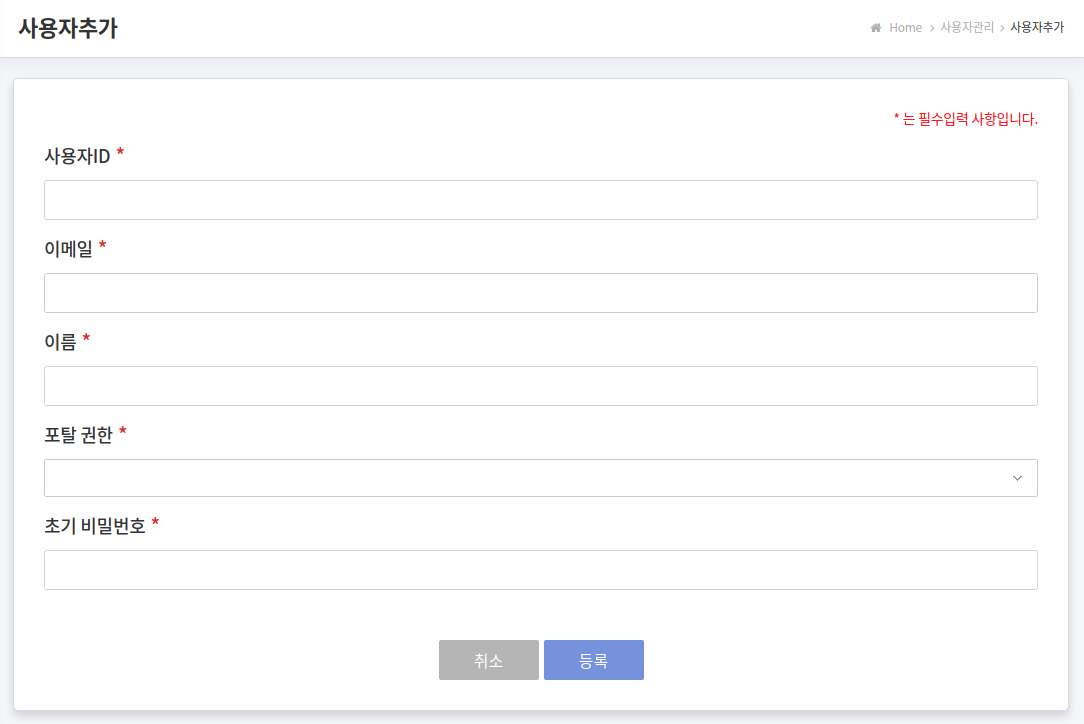 사용자추가
Home > 사용자관리 > 사용자추가
* 는 필수입력 사항입니다.
사용자ID *
이메일 *
이름 *
포탈 권한 *
초기 비밀번호 *
취소 등록